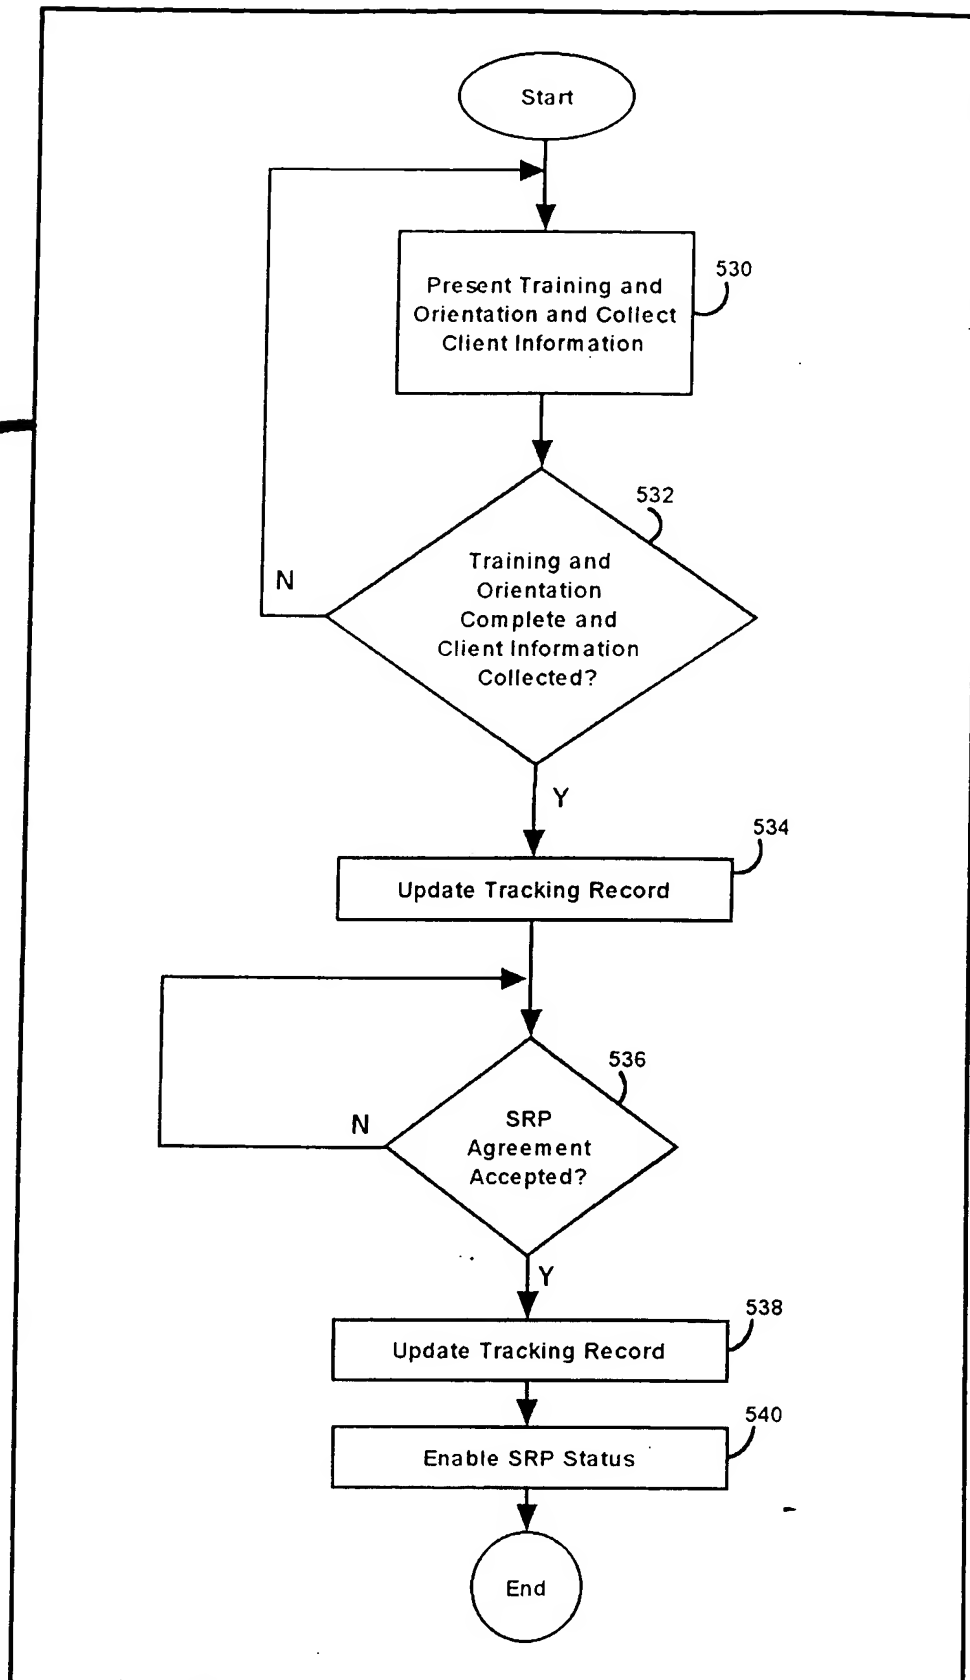 Start
530
Present Training and
Orientation and Collect
Client Information
532
Training and
Orientation
Complete and
Client Information
Collected?
N
Y
534
Update Tracking Record
536
SRP
Agreement
Accepted?
N
Y
538
Update Tracking Record
540
Enable SRP Status
End